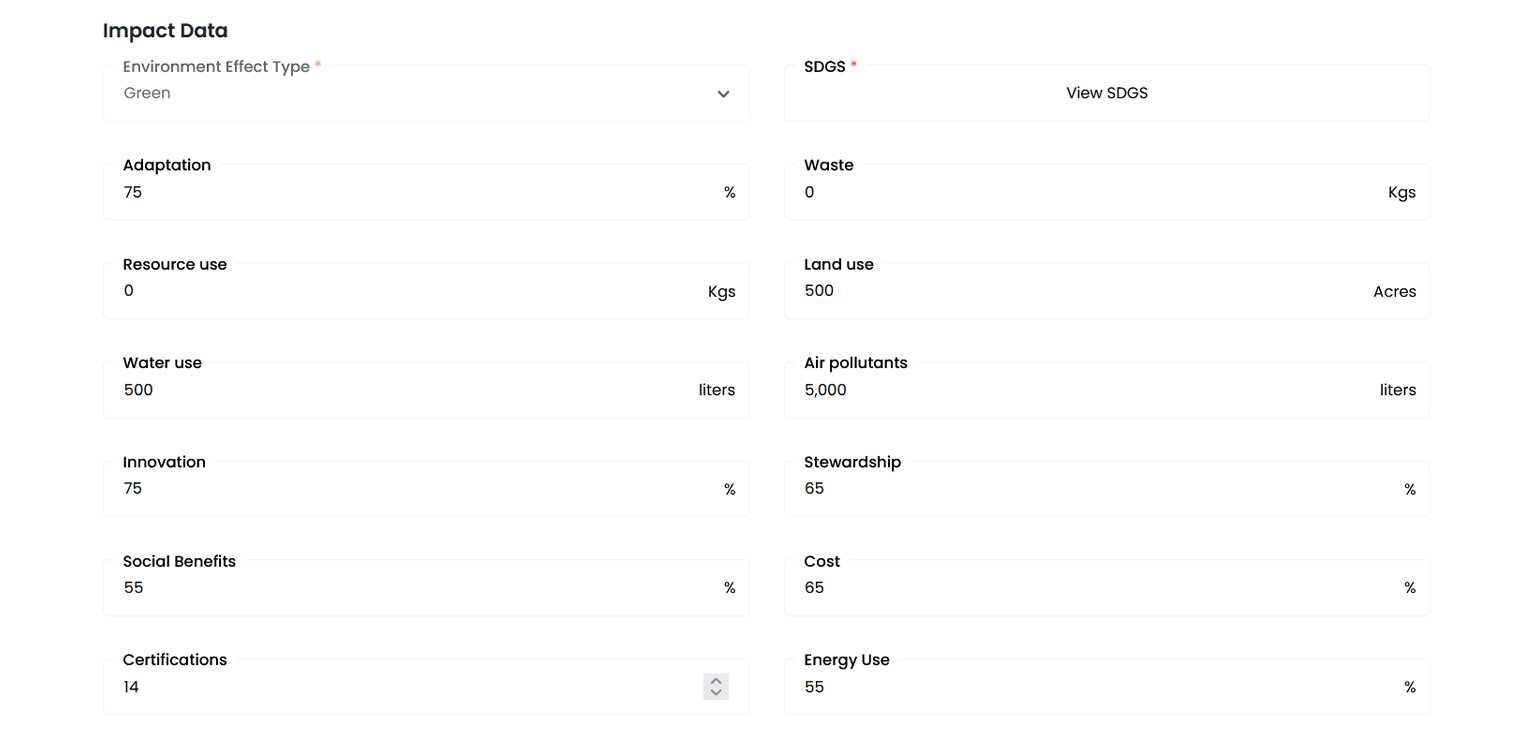 Impact Data
Environment Effect Type *
Green
SDGS *
View SDGS
Adaptation
75 %
Waste
0 Kgs
Resource use
0 Kgs
Land use
500 Acres
Water use
500 liters
Air pollutants
5,000 liters
Innovation
75 %
Stewardship
65 %
Social Benefits
55 %
Cost
65 %
Certifications
14
Energy Use
55 %